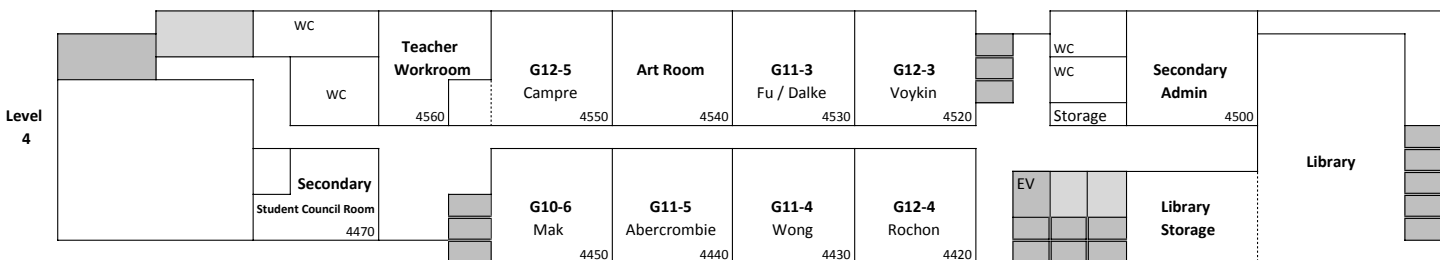 Level
4
WC
WC
Teacher
Workroom
4560
G12-5
Campre
4550
Art Room
4540
G11-3
Fu / Dalke
4530
G12-3
Voykin
4520
WC
WC
Storage
Secondary
Admin
4500
Library
Secondary
Student Council Room
4470
G10-6
Mak
4450
G11-5
Abercrombie
4440
G11-4
Wong
4430
G12-4
Rochon
4420
EV
Library
Storage